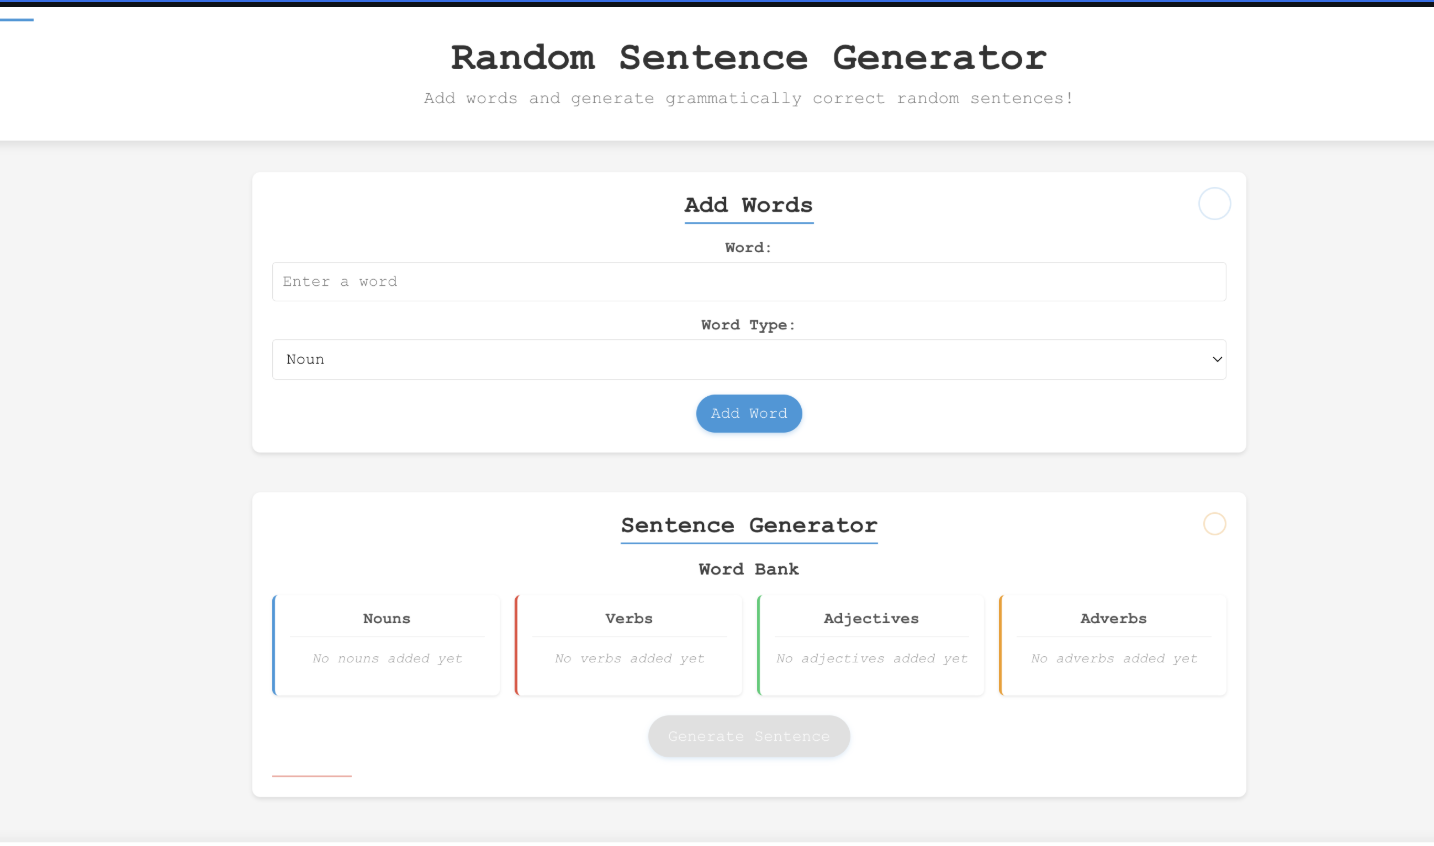 Random Sentence Generator
Add words and generate grammatically correct random sentences!
Add Words
Word:
Enter a word
Word Type:
Noun
Add Word
Sentence Generator
Word Bank
Nouns
No nouns added yet
Verbs
No verbs added yet
Adjectives
No adjectives added yet
Adverbs
No adverbs added yet
Generate Sentence